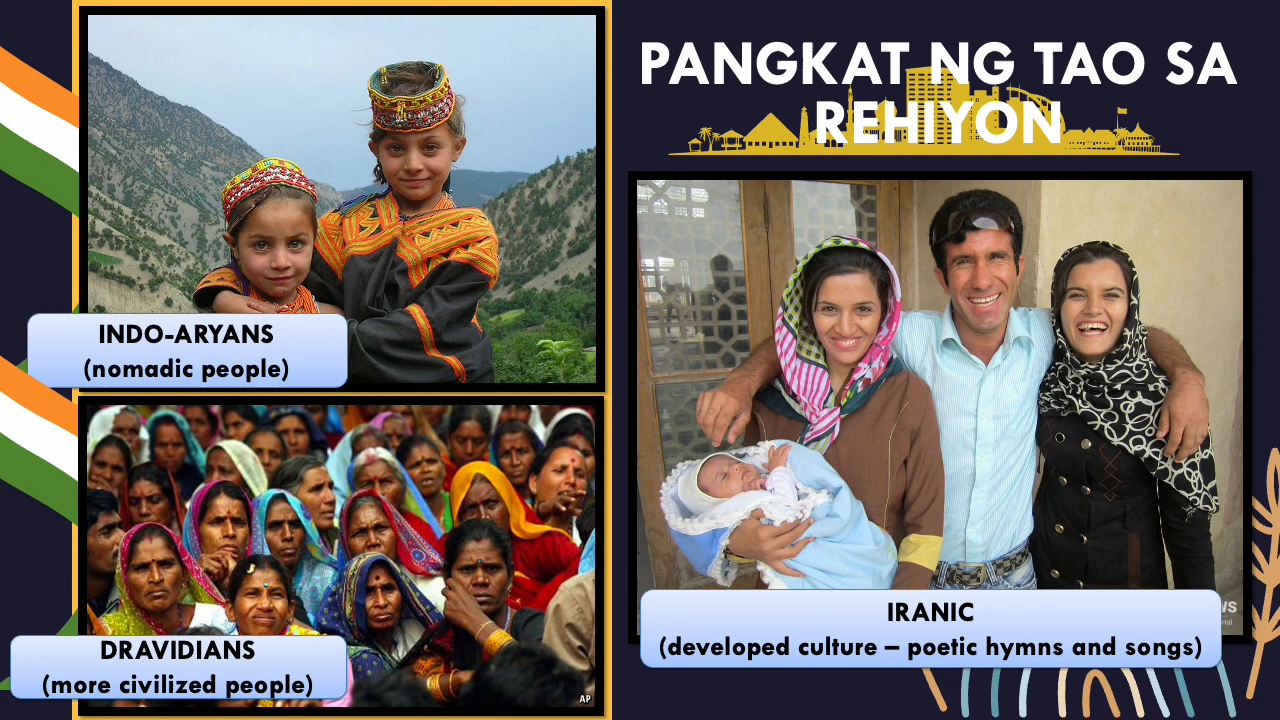 PANGKAT NG TAO SA
REHIYON
INDO-ARYANS
(nomadic people)
DRAVIDIANS
(more civilized people)
AP
IRANIC
(developed culture – poetic hymns and songs)